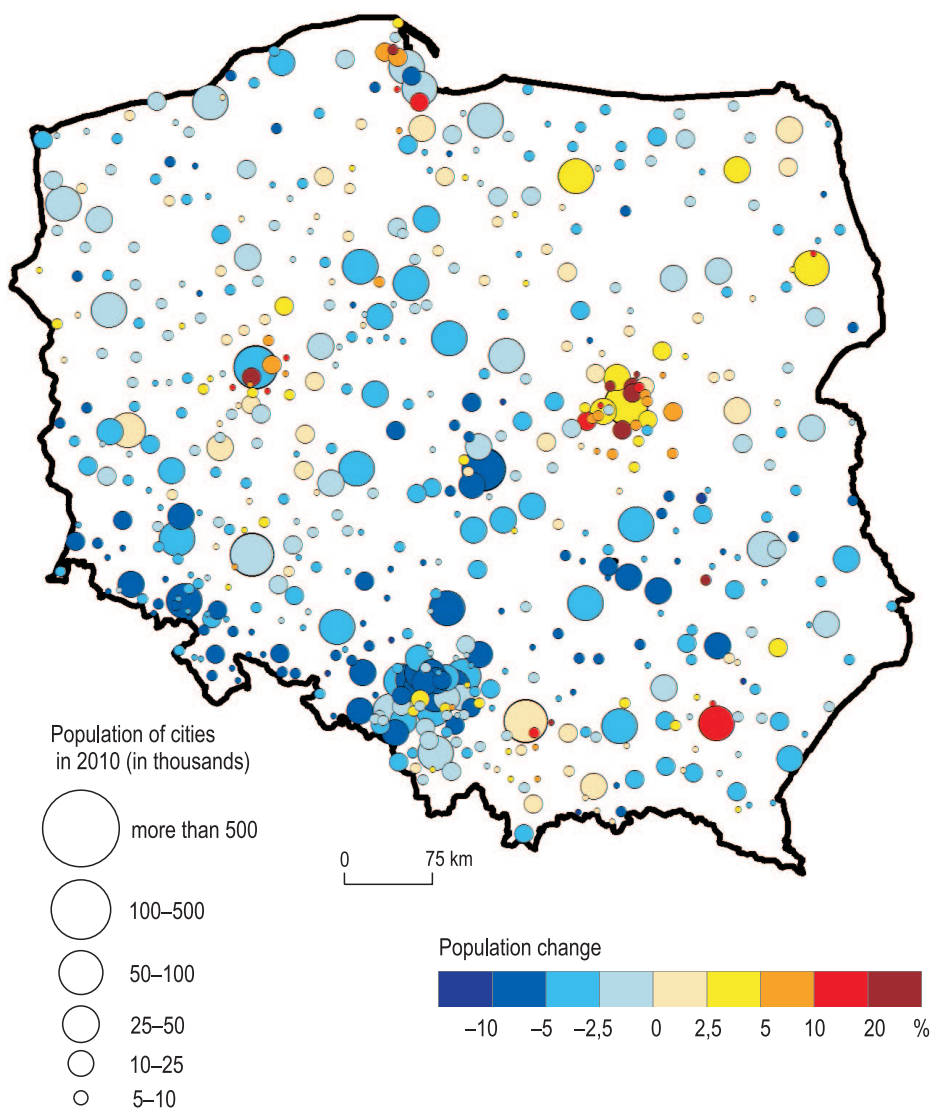 Population of cities
in 2010 (in thousands)
more than 500
100–500
50–100
25–50
10–25
5–10
0 75 km
Population change
–10 –5 –2,5 0 2,5 5 10 20 %